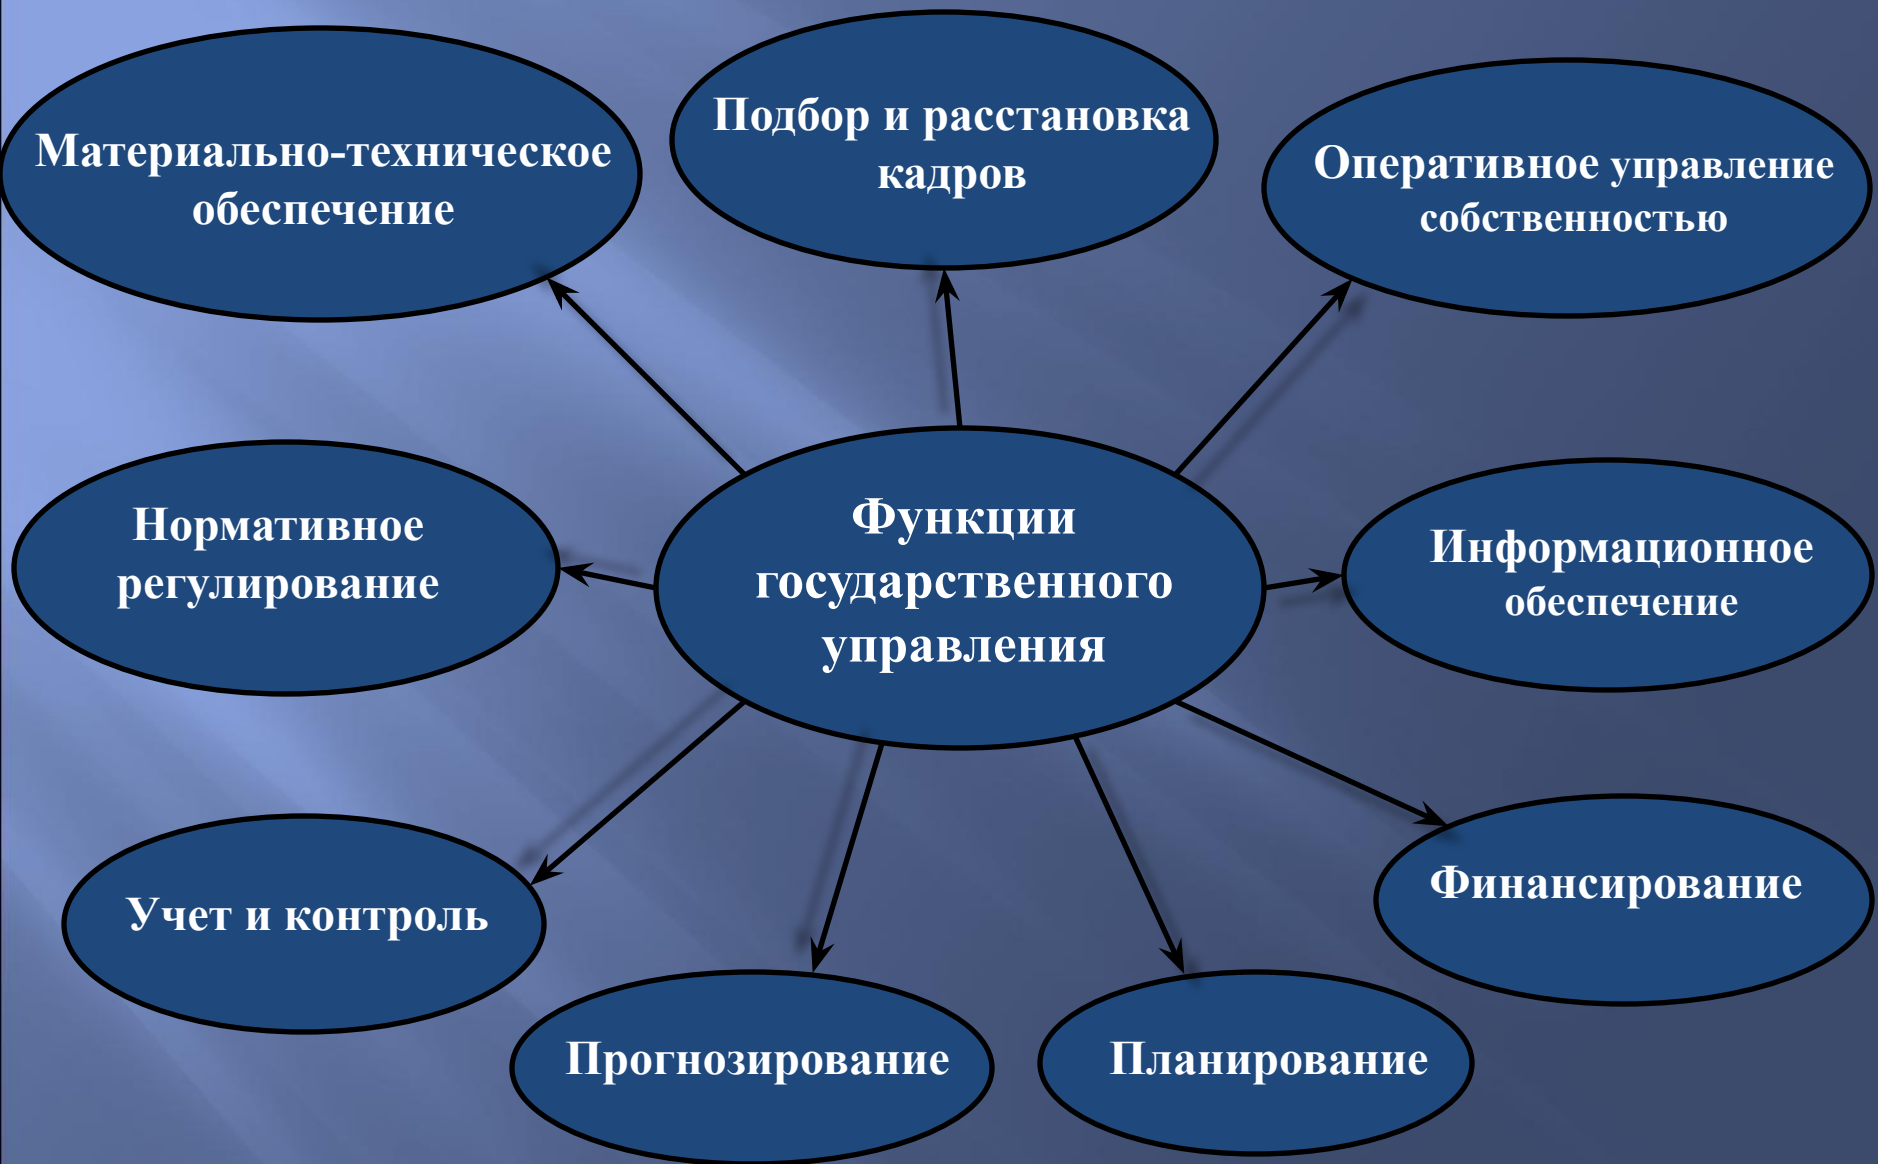 Материально-техническое
обеспечение
Подбор и расстановка
кадров
Оперативное управление
собственностью
Нормативное
регулирование
Функции
государственного
управления
Информационное
обеспечение
Учет и контроль
Финансирование
Прогнозирование
Планирование